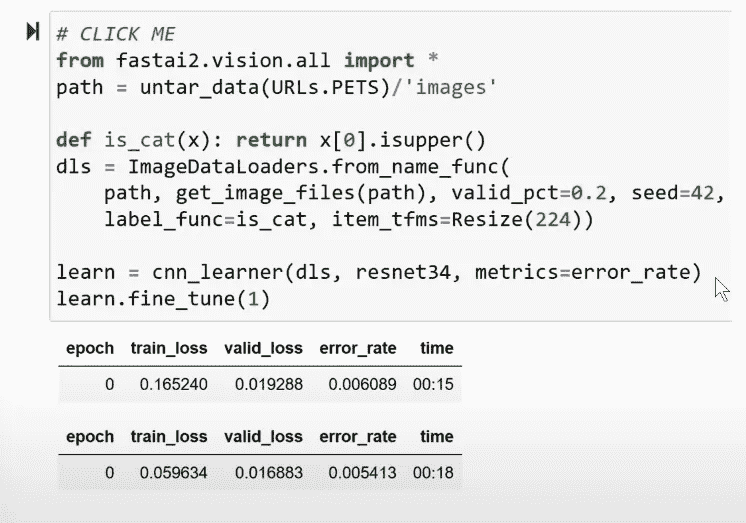 # CLICK ME
from fastai2.vision.all import *
path = untar_data(URLs.PETS)/'images'
def is_cat(x): return x[0].isupper()
dls = ImageDataLoaders.from_name_func(
    path, get_image_files(path), valid_pct=0.2, seed=42,
    label_func=is_cat, item_tfms=Resize(224))
learn = cnn_learner(dls, resnet34, metrics=error_rate)
learn.fine_tune(1)
epoch train_loss valid_loss error_rate time
0 0.165240 0.019288 0.006089 00:15
epoch train_loss valid_loss error_rate time
0 0.059634 0.016883 0.005413 00:18